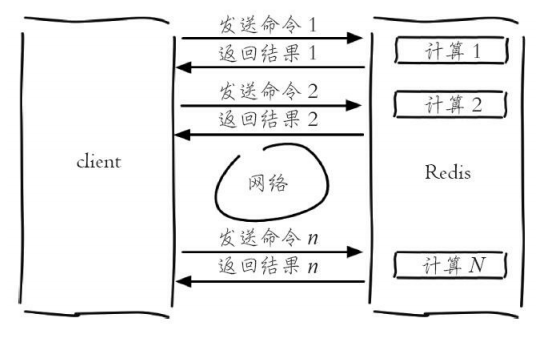 发送命令 1
返回结果 1
计算 1
发送命令 2
返回结果 2
计算 2
client
网络
Redis
发送命令 n
返回结果 n
计算 N